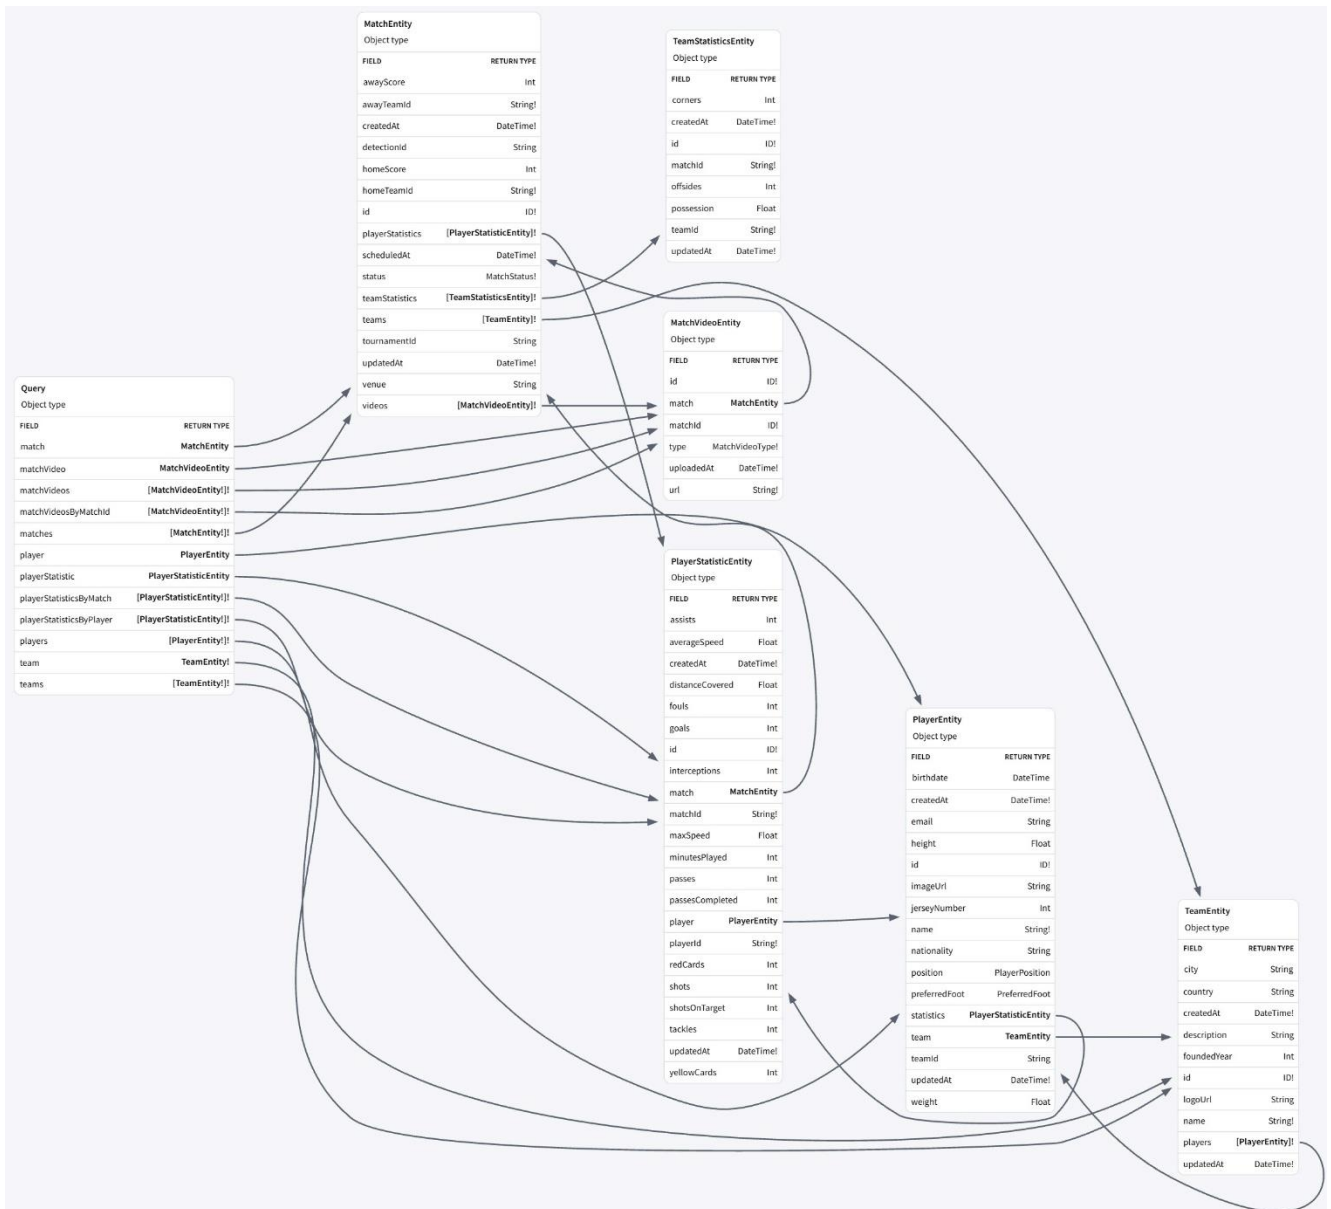 MatchEntity
Object type
FIELD RETURN TYPE
awayScore Int
awayTeamId String!
createdAt DateTime!
detectionId String
homeScore Int
homeTeamId String!
id ID!
playerStatistics [PlayerStatisticEntity]!
scheduledAt DateTime!
status MatchStatus!
teamStatistics [TeamStatisticsEntity]!
teams [TeamEntity]!
tournamentId String
updatedAt DateTime!
venue String
videos [MatchVideoEntity]!
TeamStatisticsEntity
Object type
FIELD RETURN TYPE
corners Int
createdAt DateTime!
id ID!
matchId String!
offsides Int
possession Float
teamId String!
updatedAt DateTime!
MatchVideoEntity
Object type
FIELD RETURN TYPE
id ID!
match MatchEntity
matchId ID!
type MatchVideoType!
uploadedAt DateTime!
url String!
Query
Object type
FIELD RETURN TYPE
match MatchEntity
matchVideo MatchVideoEntity
matchVideos [MatchVideoEntity!]!
matchVideosByMatchId [MatchVideoEntity!]!
matches [MatchEntity!]!
player PlayerEntity
playerStatistic PlayerStatisticEntity
playerStatisticsByMatch [PlayerStatisticEntity!]!
playerStatisticsByPlayer [PlayerStatisticEntity!]!
players [PlayerEntity!]!
team TeamEntity!
teams [TeamEntity!]!
PlayerStatisticEntity
Object type
FIELD RETURN TYPE
assists Int
averageSpeed Float
createdAt DateTime!
distanceCovered Float
fouls Int
goals Int
id ID!
interceptions Int
match MatchEntity
matchId String!
maxSpeed Float
minutesPlayed Int
passes Int
passesCompleted Int
player PlayerEntity
playerId String!
redCards Int
shots Int
shotsOnTarget Int
tackles Int
updatedAt DateTime!
yellowCards Int
PlayerEntity
Object type
FIELD RETURN TYPE
birthdate DateTime
createdAt DateTime!
email String
height Float
id ID!
imageUrl String
jerseyNumber Int
name String!
nationality String
position PlayerPosition
preferredFoot PreferredFoot
statistics PlayerStatisticEntity
team TeamEntity
teamId String
updatedAt DateTime!
weight Float
TeamEntity
Object type
FIELD RETURN TYPE
city String
country String
createdAt DateTime!
description String
foundedYear Int
id ID!
logoUrl String
name String!
players [PlayerEntity]!
updatedAt DateTime!